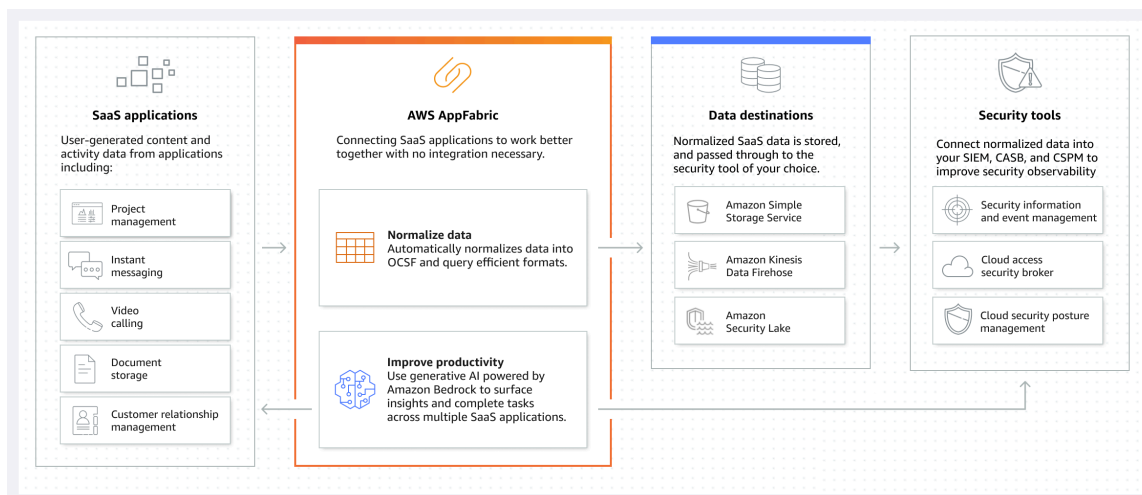 SaaS applications
User-generated content and
activity data from applications
including:
Project
management
Instant
messaging
Video
calling
Document
storage
Customer relationship
management
AWS AppFabric
Connecting SaaS applications to work better
together with no integration necessary.
Normalize data
Automatically normalizes data into
OCSF and query efficient formats.
Improve productivity
Use generative AI powered by
Amazon Bedrock to surface
insights and complete tasks
across multiple SaaS applications.
Data destinations
Normalized SaaS data is stored,
and passed through to the
security tool of your choice.
Amazon Simple
Storage Service
Amazon Kinesis
Data Firehose
Amazon
Security Lake
Security tools
Connect normalized data into
your SIEM, CASB, and CSPM to
improve security observability
Security information
and event management
Cloud access
security broker
Cloud security posture
management